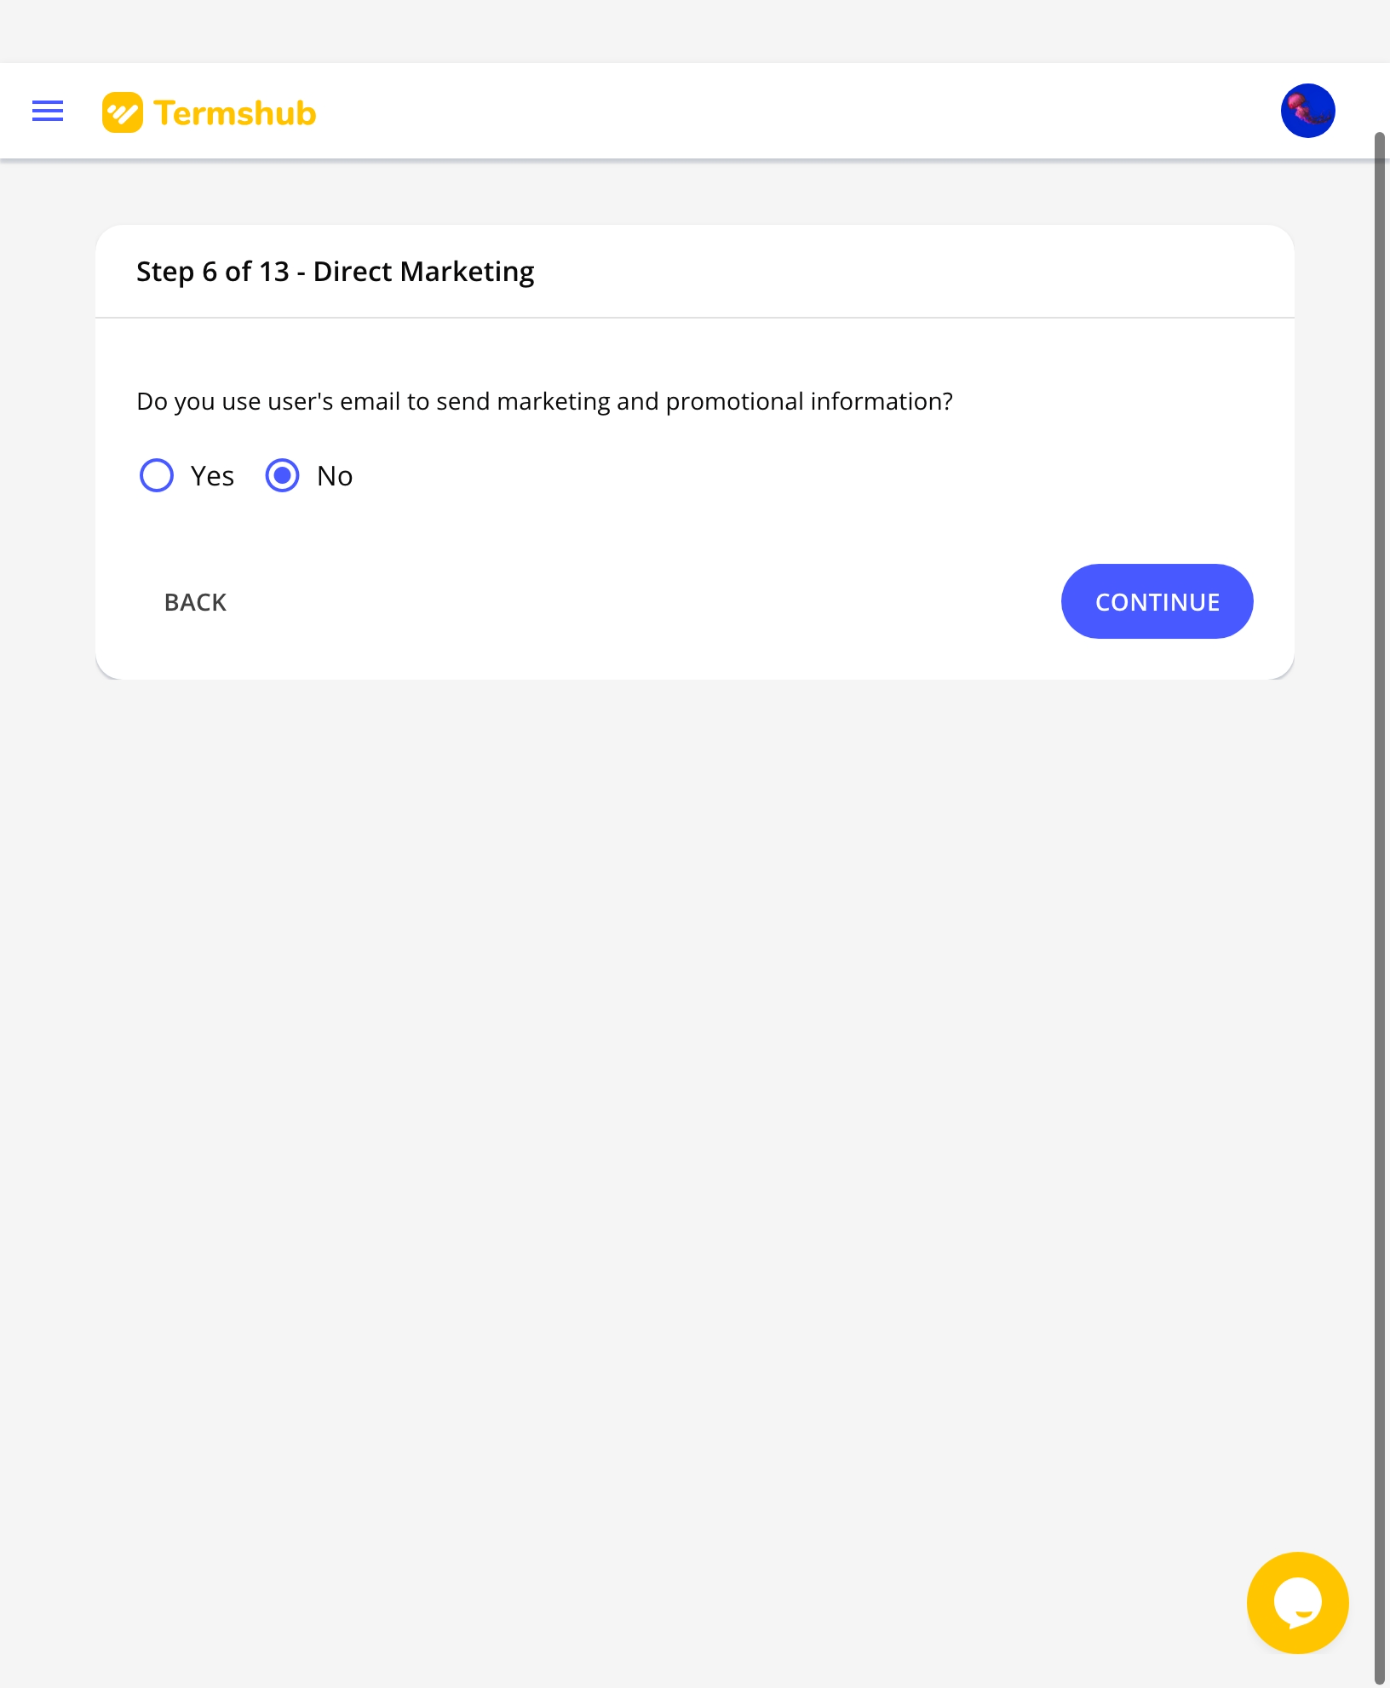 Termshub
Step 6 of 13 - Direct Marketing
Do you use user's email to send marketing and promotional information?
Yes No
BACK CONTINUE